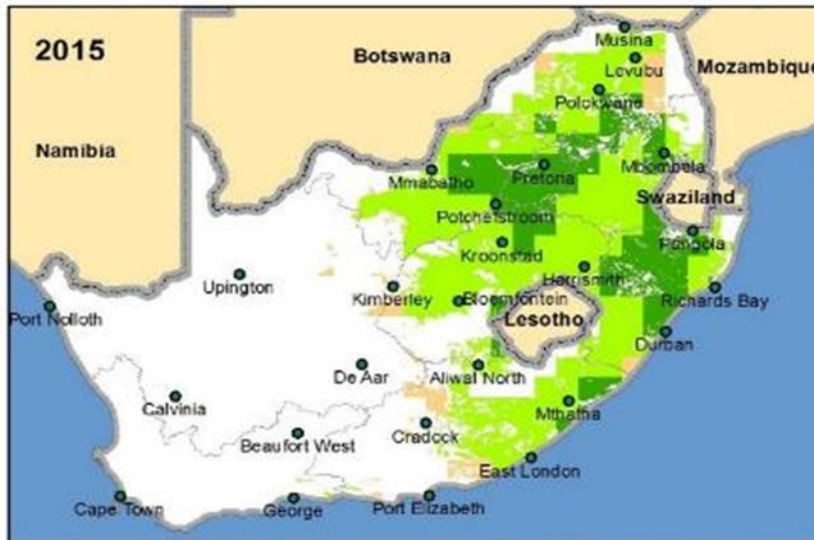 2015
Botswana
Musina
Levubu
Mozambique
Polokwane
Namibia
Mbombela
Mmabatho
Pretoria
Swaziland
Potchefstroom
Pongola
Kroonstad
Harrismith
Upington
Kimberley
Bloemfontein
Richards Bay
Port Nolloth
Lesotho
Durban
De Aar
Aliwal North
Calvinia
Mthatha
Cradock
Beaufort West
East London
Cape Town
George
Port Elizabeth